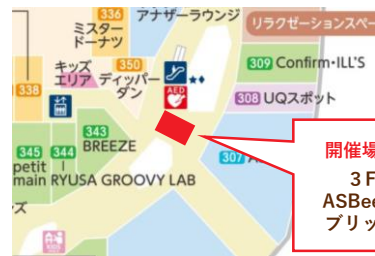 336
ミスター
ドーナツ
アナザーラウンジ
リラクゼーションスペー
キッズ
エリア
350
ディッパー
ダン
AED
309 Confirm・ILL'S
338
308 UQスポット
343
BREEZE
307
345
344
petit
main
RYUSA GROOVY LAB
ズ
開催場
3F
ASBee
ブリッ